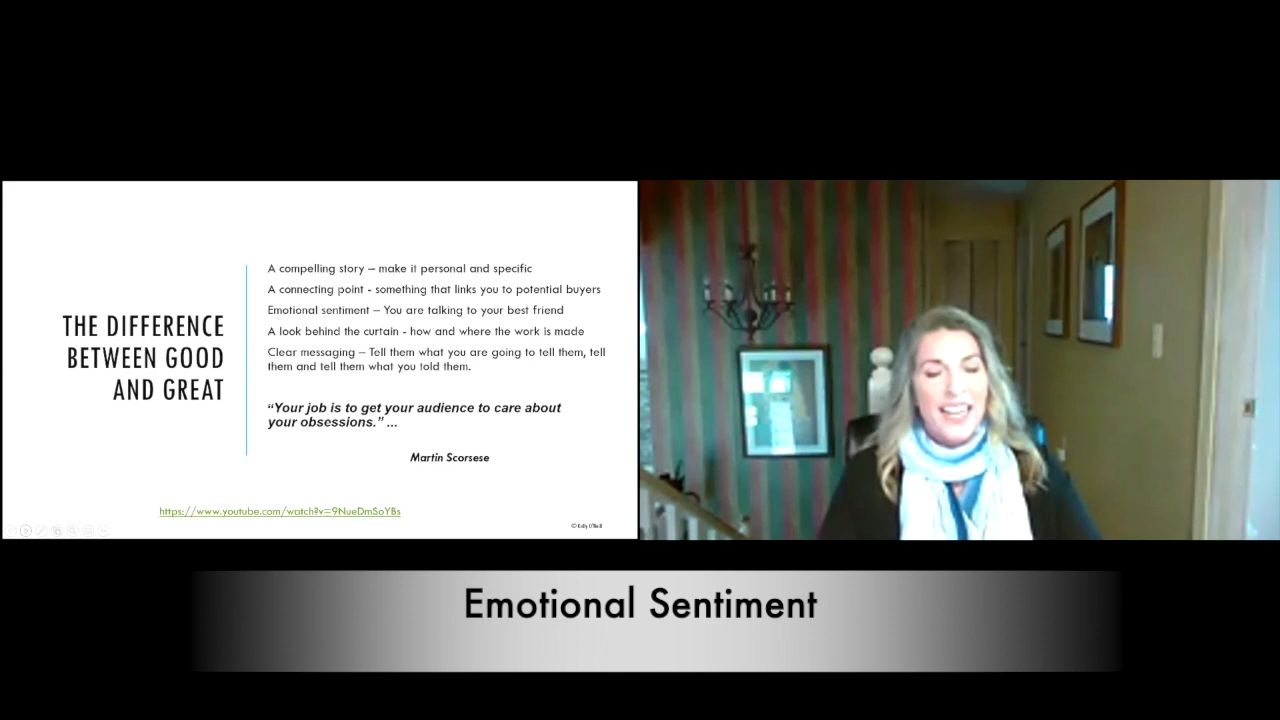 THE DIFFERENCE
BETWEEN GOOD
AND GREAT
A compelling story – make it personal and specific
A connecting point - something that links you to potential buyers
Emotional sentiment – You are talking to your best friend
A look behind the curtain - how and where the work is made
Clear messaging – Tell them what you are going to tell them, tell
them and tell them what you told them.
“Your job is to get your audience to care about
your obsessions.” ...
Martin Scorsese
https://www.youtube.com/watch?v=9NueDmSoYBs
©
Emotional Sentiment